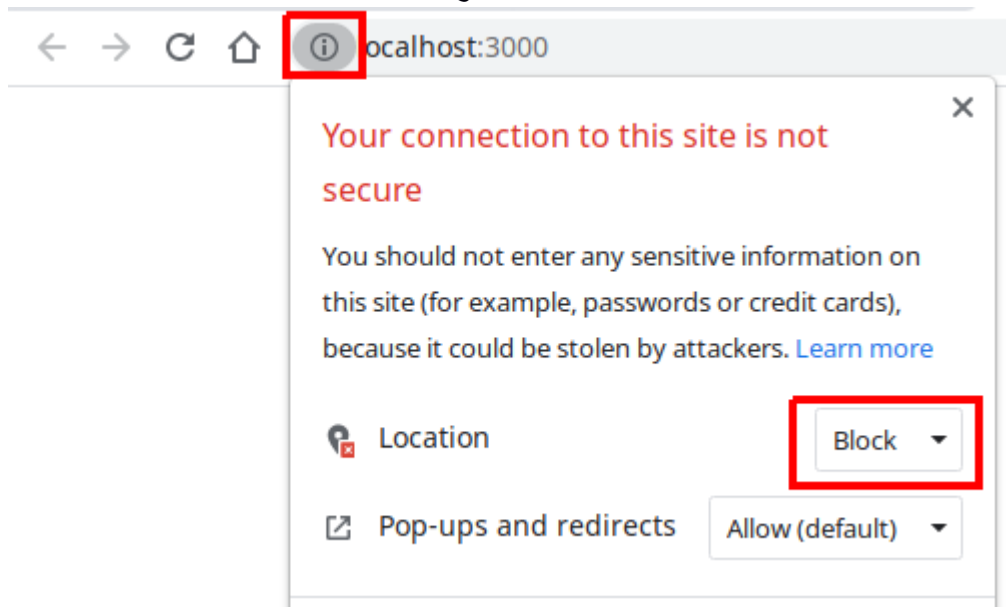 ocalhost:3000
Your connection to this site is not
secure
You should not enter any sensitive information on
this site (for example, passwords or credit cards),
because it could be stolen by attackers. Learn more
Location Block
Pop-ups and redirects Allow (default)